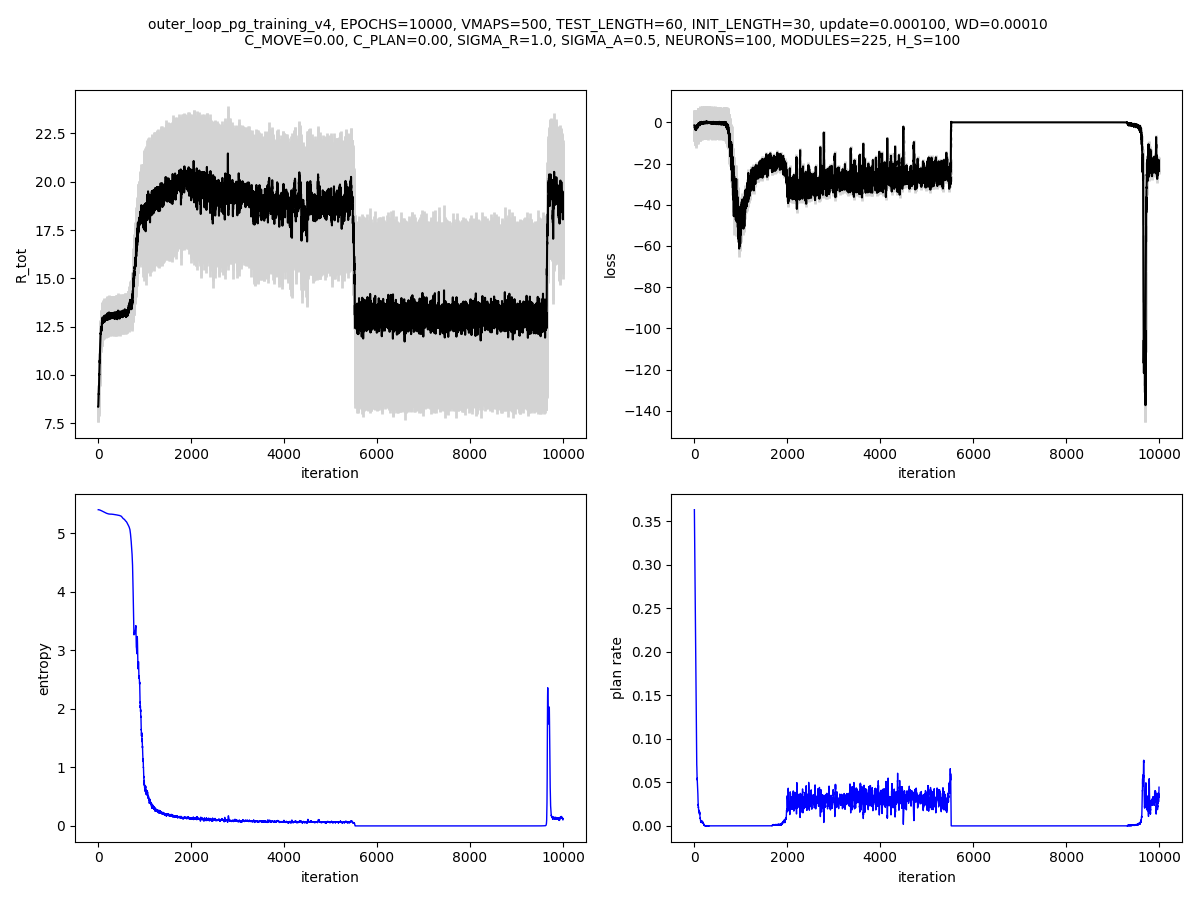 outer_loop_pg_training_v4, EPOCHS=10000, VMAPS=500, TEST_LENGTH=60, INIT_LENGTH=30, update=0.000100, WD=0.00010
C_MOVE=0.00, C_PLAN=0.00, SIGMA_R=1.0, SIGMA_A=0.5, NEURONS=100, MODULES=225, H_S=100
22.5
20.0
17.5
15.0
12.5
10.0
7.5
R_tot
0 2000 4000 6000 8000 10000
iteration
0
−20
−40
−60
−80
−100
−120
−140
loss
0 2000 4000 6000 8000 10000
iteration
5
4
3
2
1
0
entropy
0 2000 4000 6000 8000 10000
iteration
0.35
0.30
0.25
0.20
0.15
0.10
0.05
0.00
plan rate
0 2000 4000 6000 8000 10000
iteration